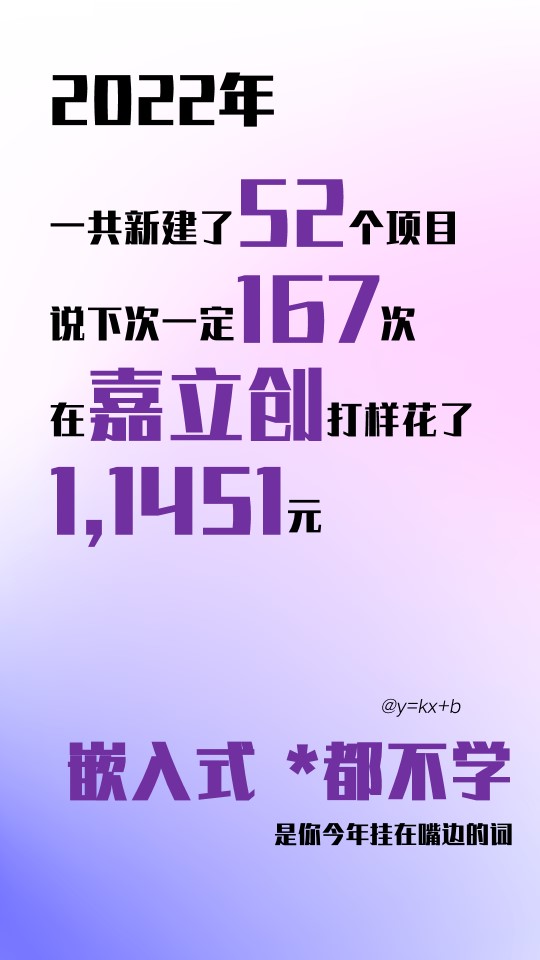 2022年
一共新建了52个项目
说下次一定167次
在嘉立创打样花了
1,1451元
@y=kx+b
嵌入式 *都不学
是你今年挂在嘴边的词